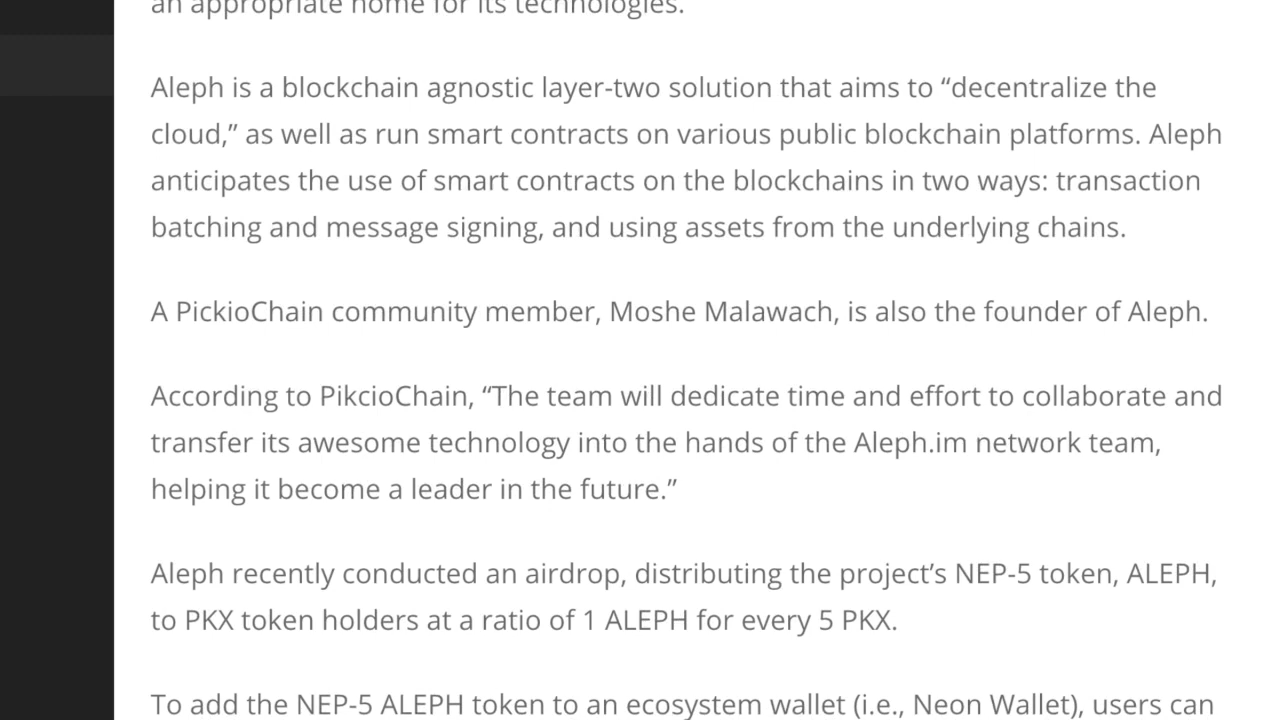 an appropriate home for its technologies.
Aleph is a blockchain agnostic layer-two solution that aims to “decentralize the
cloud,” as well as run smart contracts on various public blockchain platforms. Aleph
anticipates the use of smart contracts on the blockchains in two ways: transaction
batching and message signing, and using assets from the underlying chains.
A PickioChain community member, Moshe Malawach, is also the founder of Aleph.
According to PikcioChain, “The team will dedicate time and effort to collaborate and
transfer its awesome technology into the hands of the Aleph.im network team,
helping it become a leader in the future.”
Aleph recently conducted an airdrop, distributing the project’s NEP-5 token, ALEPH,
to PKX token holders at a ratio of 1 ALEPH for every 5 PKX.
To add the NEP-5 ALEPH token to an ecosystem wallet (i.e., Neon Wallet), users can